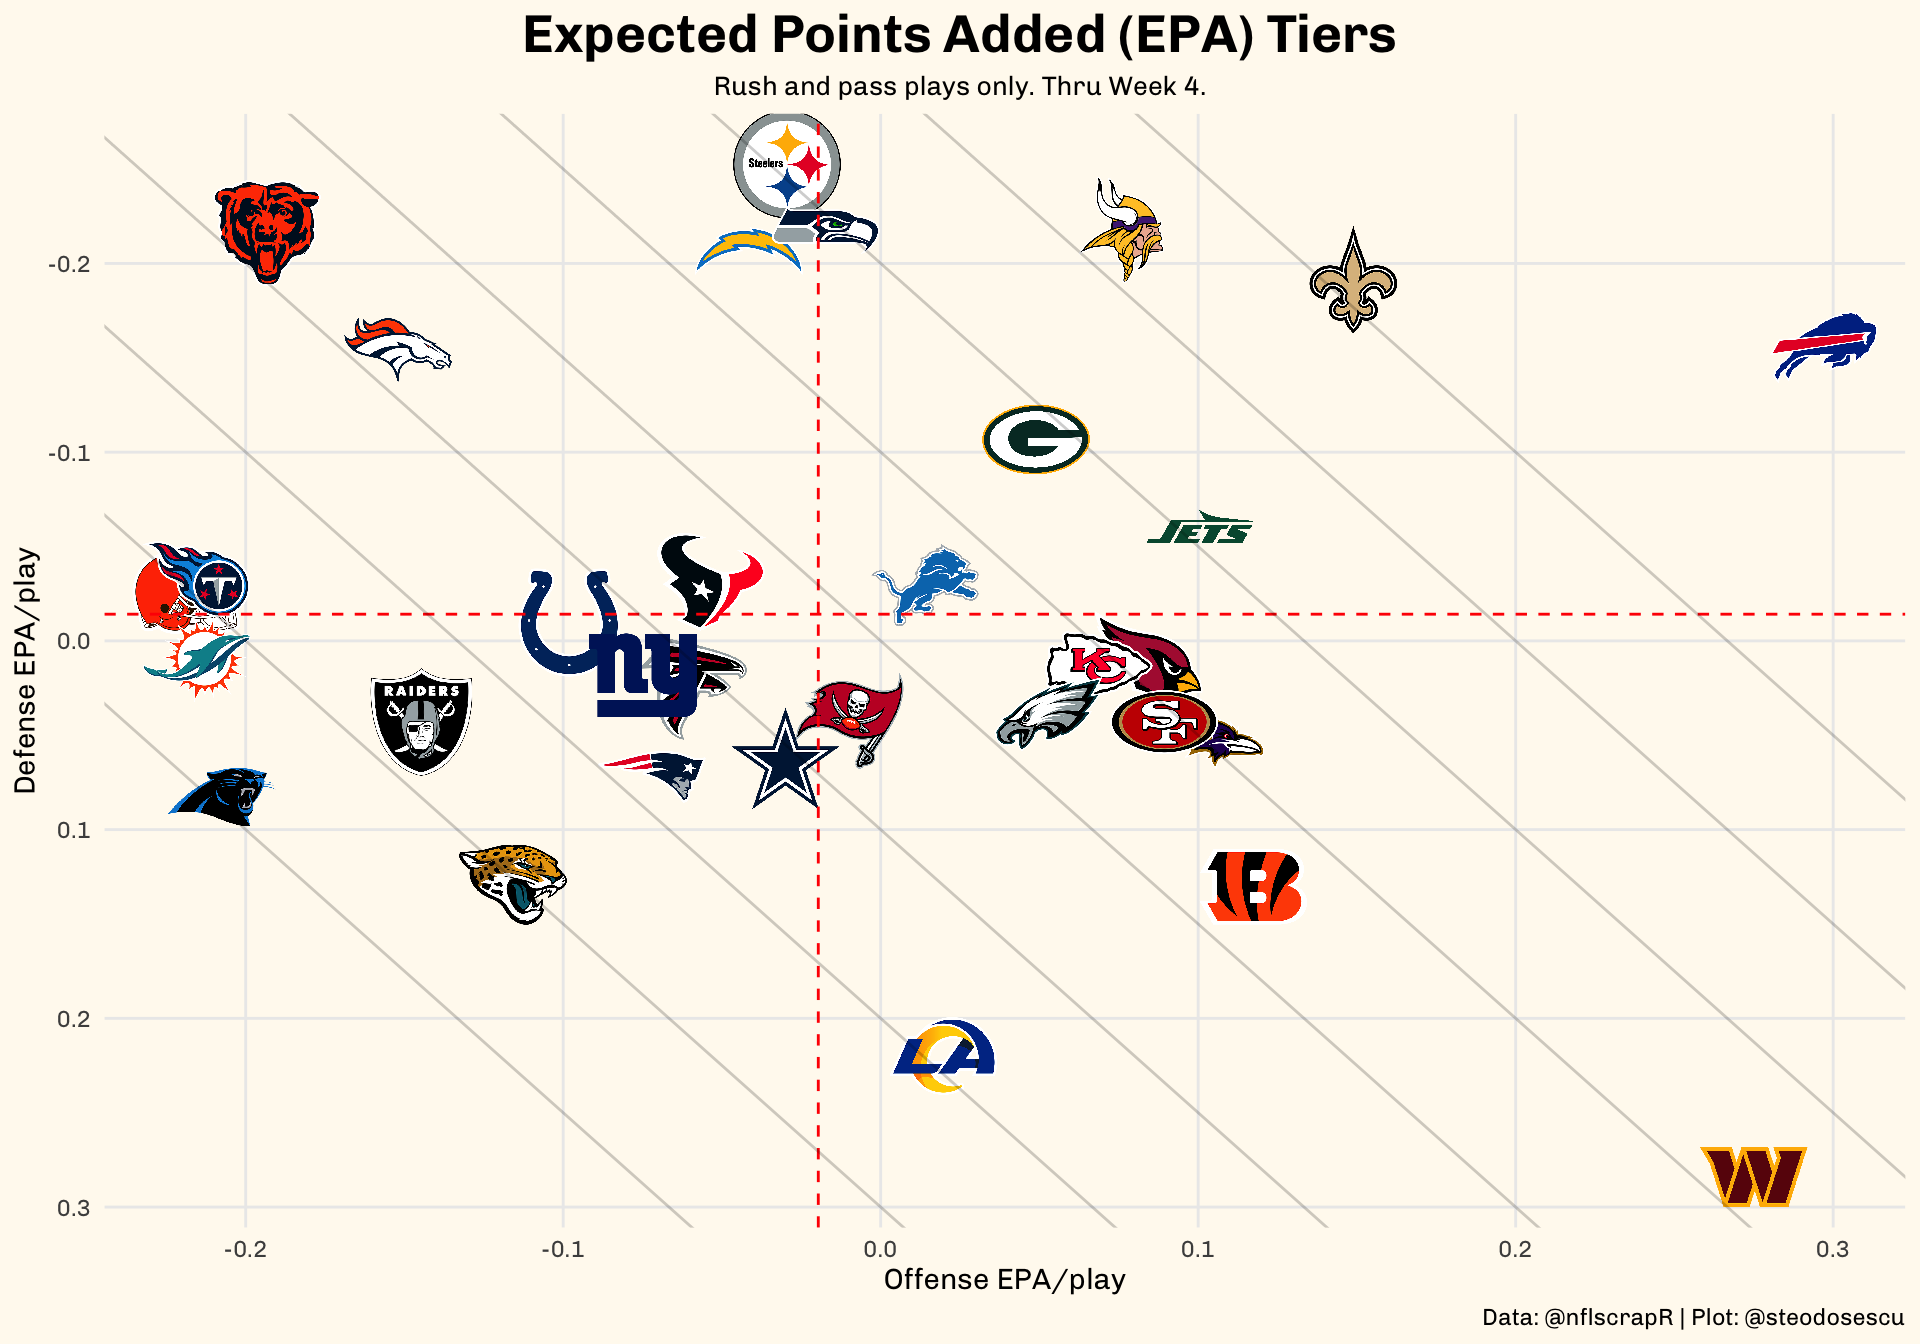 Expected Points Added (EPA) Tiers
Rush and pass plays only. Thru Week 4.
Steelers
-0.2
-0.1
JETS
T
Defense EPA/play
0.0
ny
KC
RAIDERS
SF
0.1
B
0.2
LA
W
0.3
-0.2
-0.1
0.0
0.1
0.2
0.3
Offense EPA/play
Data: @nflscrapR | Plot: @steodosescu